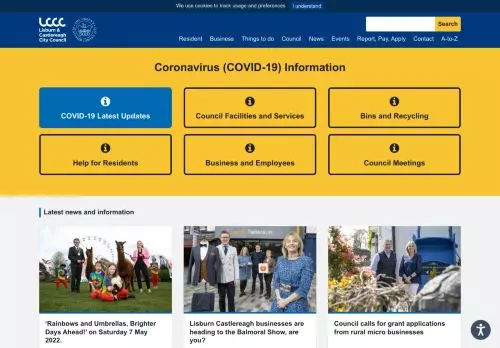 We use cookies to track usage and preferences I understand
LCCC
Lisburn &
Castlereagh
City Council
Search
Resident Business Things to do Council News Events Report, Pay, Apply Contact A-to-Z
Coronavirus (COVID-19) Information
COVID-19 Latest Updates
Council Facilities and Services
Bins and Recycling
Help for Residents
Business and Employees
Council Meetings
Latest news and information
'Rainbows and Umbrellas, Brighter
Days Ahead!' on Saturday 7 May
2022.
Lisburn Castlereagh businesses are
heading to the Balmoral Show, are
you?
Council calls for grant applications
from rural micro businesses